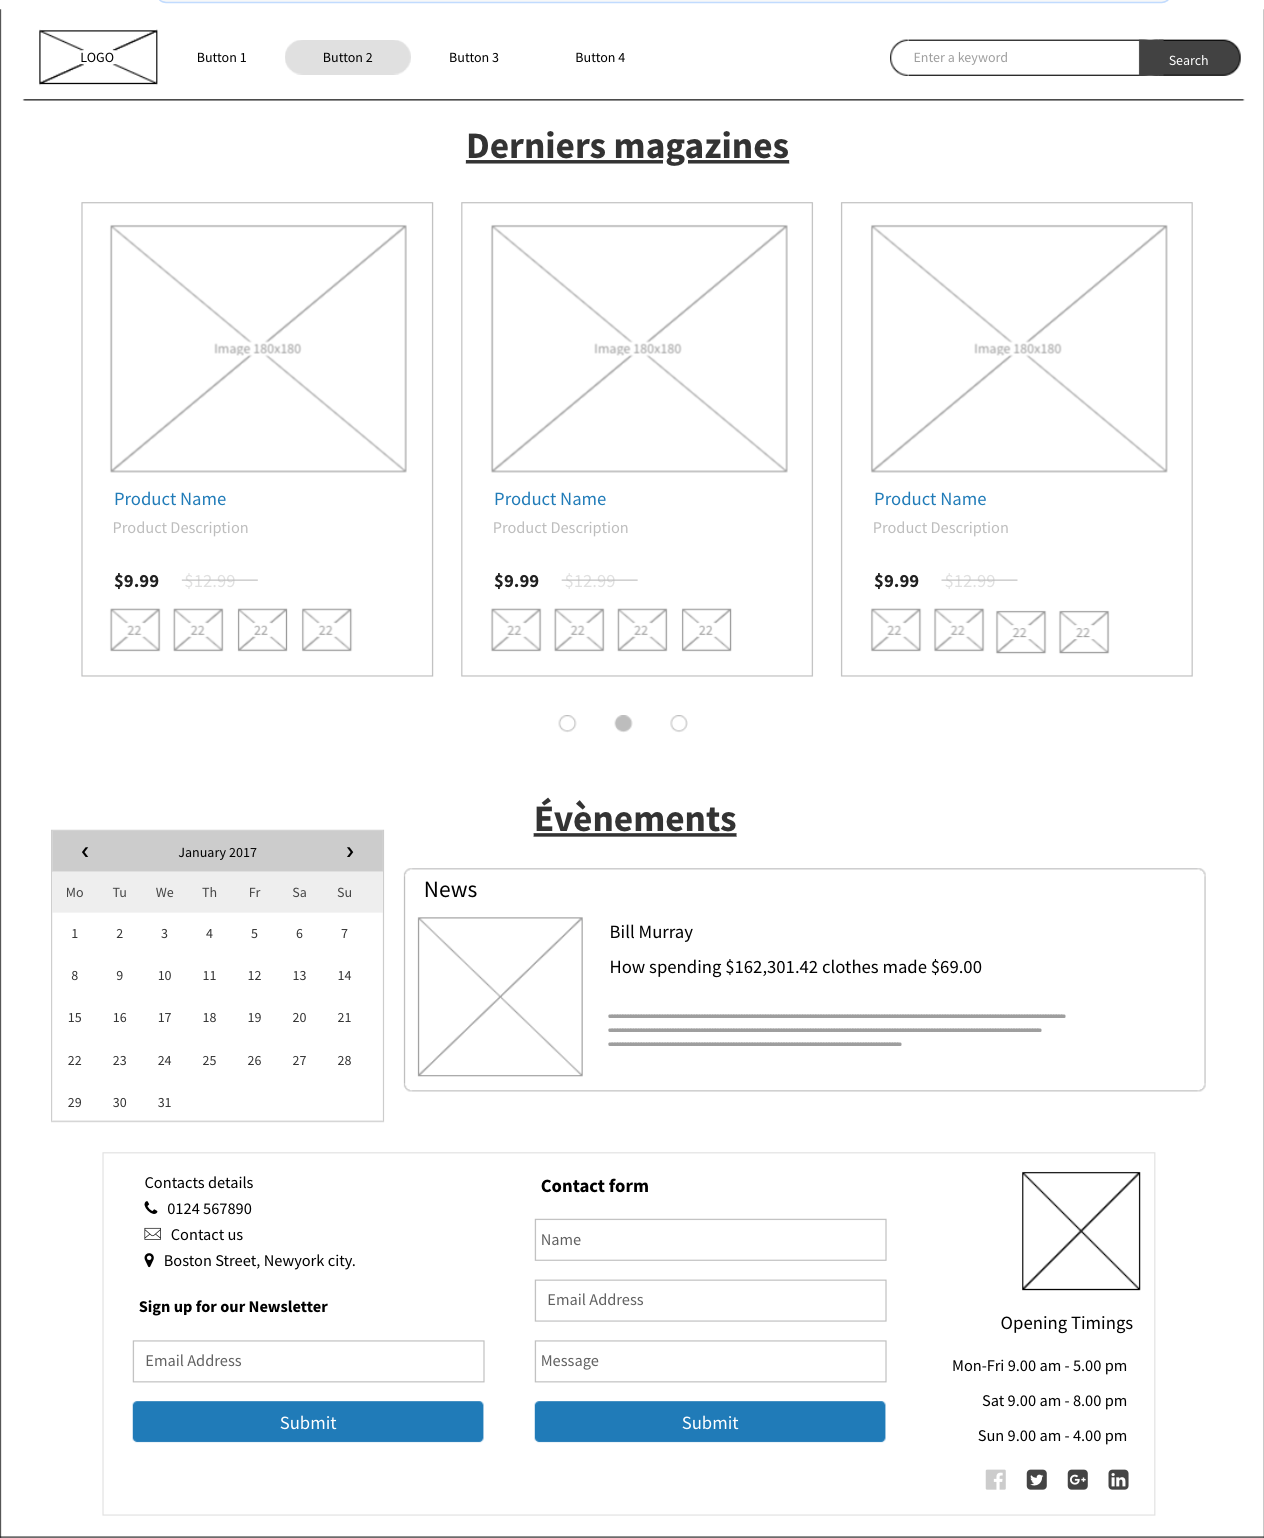 LOGO
Button 1
Button 2
Button 3
Button 4
Enter a keyword
Search
Derniers magazines
Image 180x180
Product Name
Product Description
$9.99 $12.99
22 22 22 22
Image 180x180
Product Name
Product Description
$9.99 $12.99
22 22 22 22
Image 180x180
Product Name
Product Description
$9.99 $12.99
22 22 22 22
Évènements
January 2017
Mo Tu We Th Fr Sa Su
1 2 3 4 5 6 7
8 9 10 11 12 13 14
15 16 17 18 19 20 21
22 23 24 25 26 27 28
29 30 31
News
Bill Murray
How spending $162,301.42 clothes made $69.00
Contacts details
0124 567890
Contact us
Boston Street, Newyork city.
Sign up for our Newsletter
Email Address
Submit
Contact form
Name
Email Address
Message
Submit
Opening Timings
Mon-Fri 9.00 am - 5.00 pm
Sat 9.00 am - 8.00 pm
Sun 9.00 am - 4.00 pm